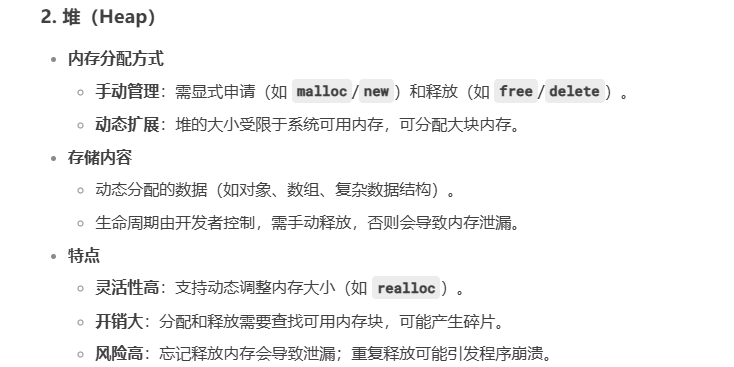 2. 堆（Heap）
内存分配方式
手动管理：需显式申请（如 malloc/new）和释放（如 free/delete）。
动态扩展：堆的大小受限于系统可用内存，可分配大块内存。
存储内容
动态分配的数据（如对象、数组、复杂数据结构）。
生命周期由开发者控制，需手动释放，否则会导致内存泄漏。
特点
灵活性高：支持动态调整内存大小（如 realloc）。
开销大：分配和释放需要查找可用内存块，可能产生碎片。
风险高：忘记释放内存会导致泄漏；重复释放可能引发程序崩溃。